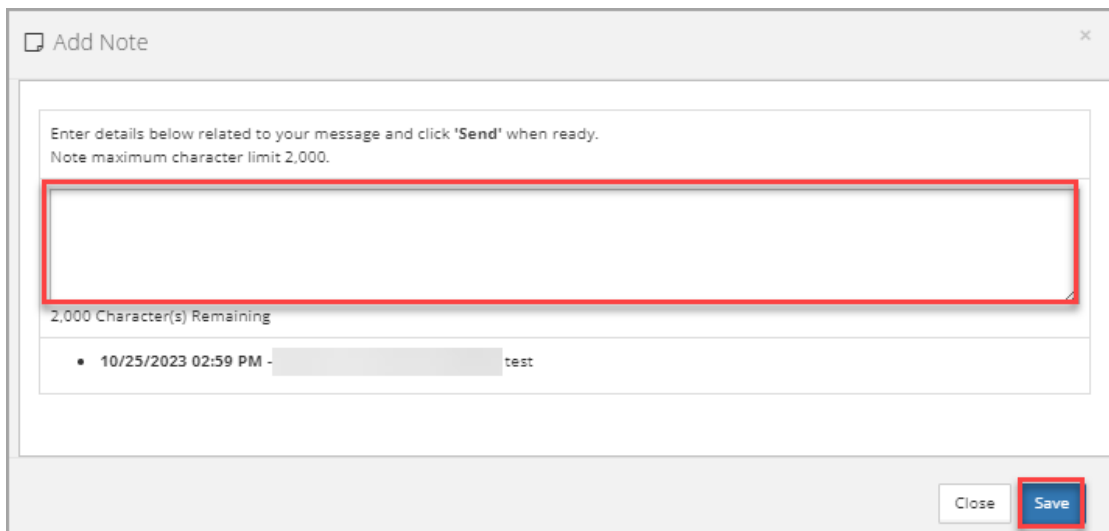 Add Note
×
Enter details below related to your message and click 'Send' when ready.
Note maximum character limit 2,000.
2,000 Character(s) Remaining
• 10/25/2023 02:59 PM - test
Close Save